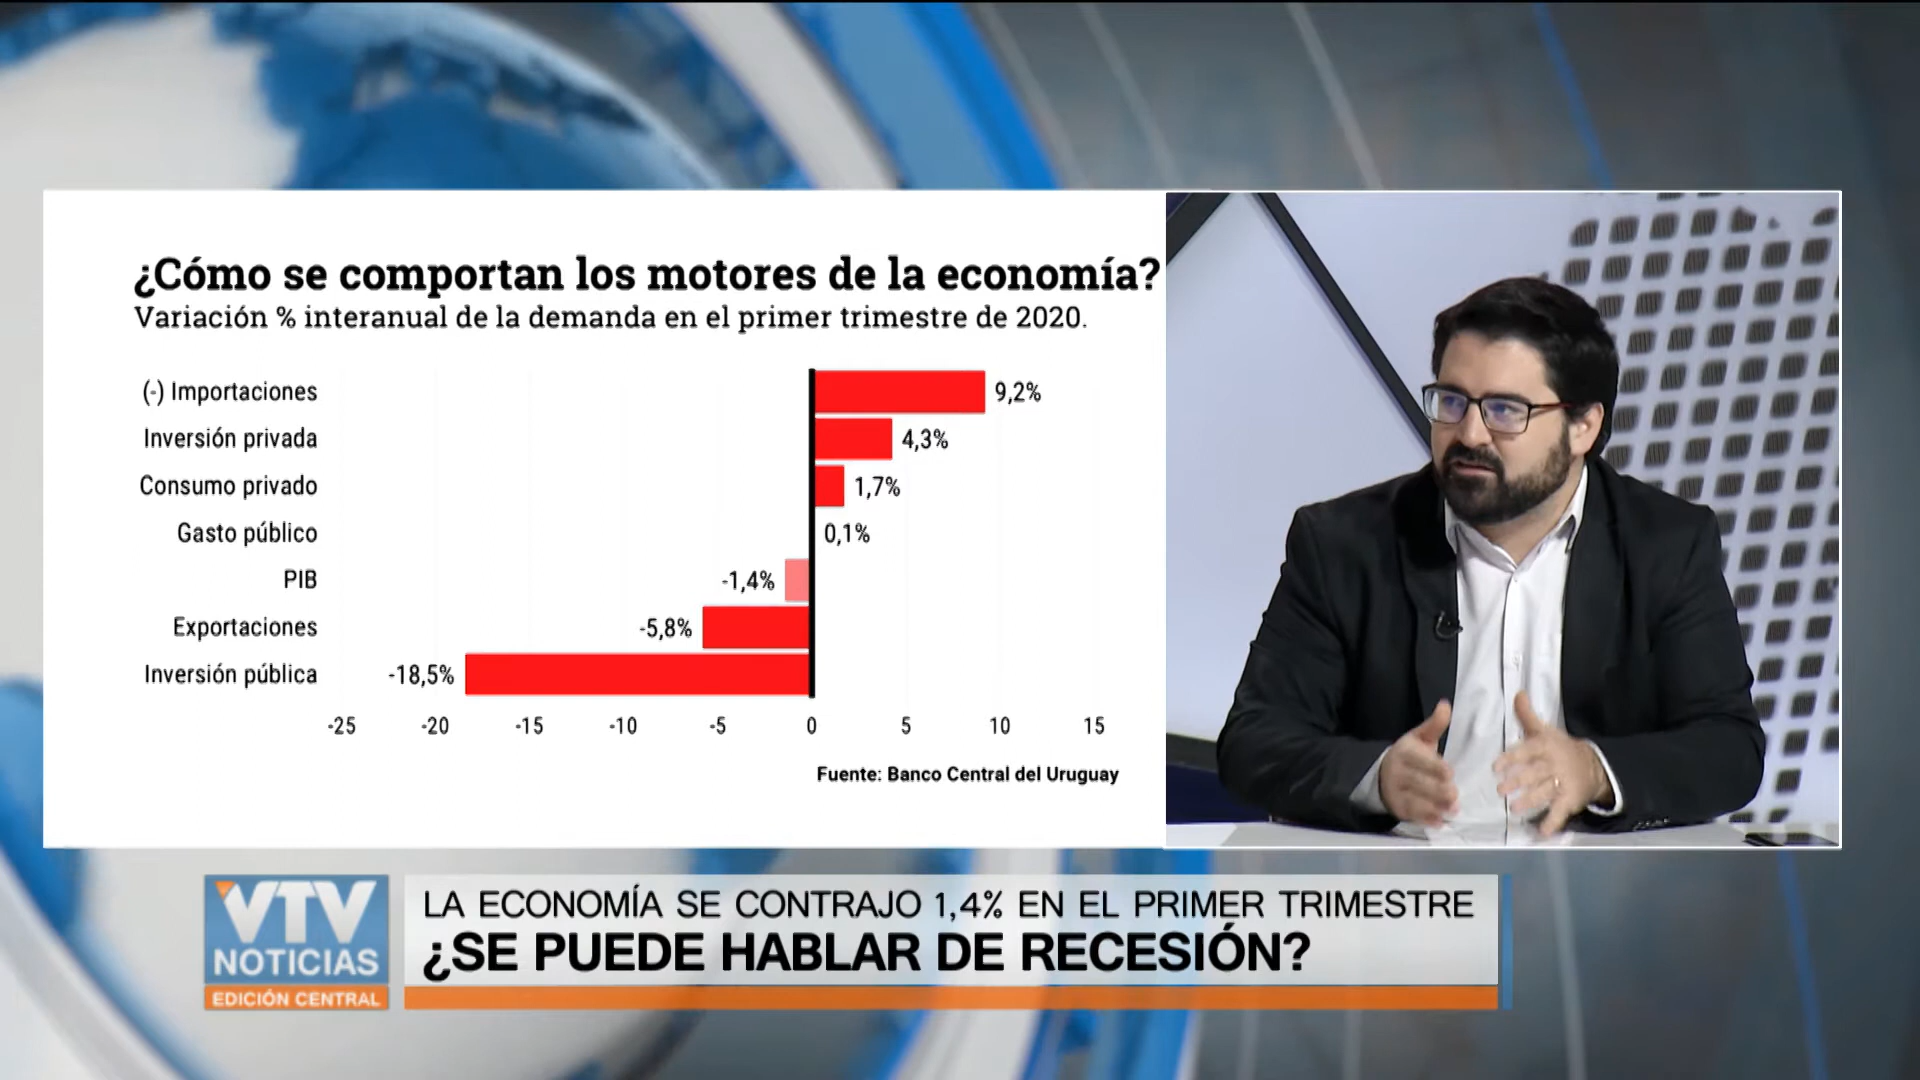 ¿Cómo se comportan los motores de la economía?
Variación % interanual de la demanda en el primer trimestre de 2020.
(-) Importaciones 9,2%
Inversión privada 4,3%
Consumo privado 1,7%
Gasto público 0,1%
PIB -1,4%
Exportaciones -5,8%
Inversión pública -18,5%
-25 -20 -15 -10 -5 0 5 10 15
Fuente: Banco Central del Uruguay
VTV
NOTICIAS
EDICIÓN CENTRAL
LA ECONOMÍA SE CONTRAJO 1,4% EN EL PRIMER TRIMESTRE
¿SE PUEDE HABLAR DE RECESIÓN?